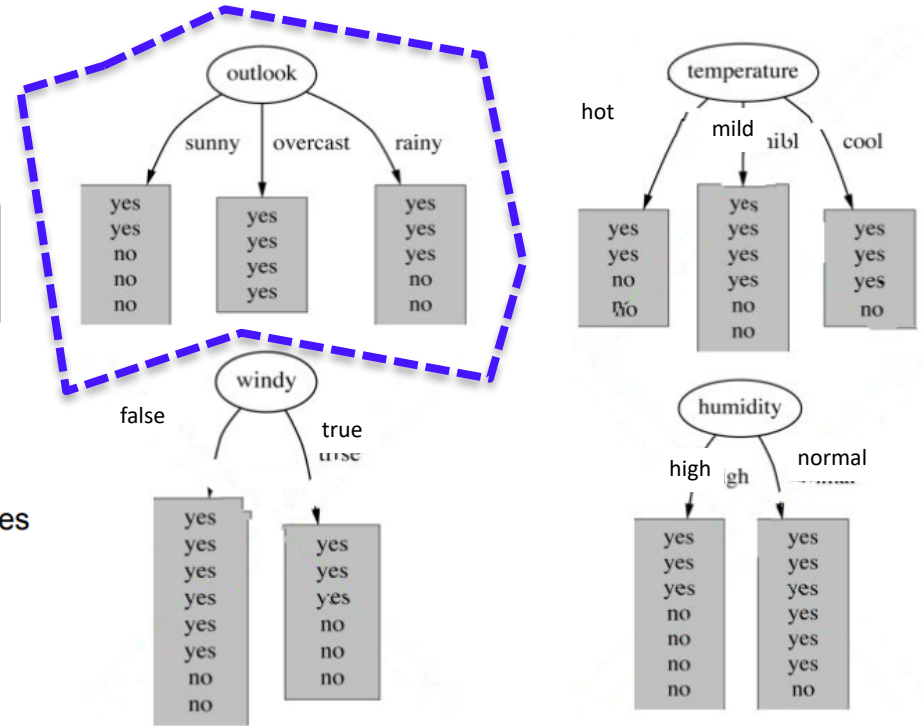 outlook
sunny overcast rainy
yes
yes
no
no
no
yes
yes
yes
yes
yes
yes
yes
no
no
temperature
hot
mild
cool
yes
yes
no
no
yes
yes
yes
yes
no
no
yes
yes
yes
no
windy
false
true
yes
yes
yes
yes
yes
yes
no
no
yes
yes
yes
no
no
no
humidity
high
normal
yes
yes
yes
no
no
no
no
yes
yes
yes
yes
yes
yes
no
es